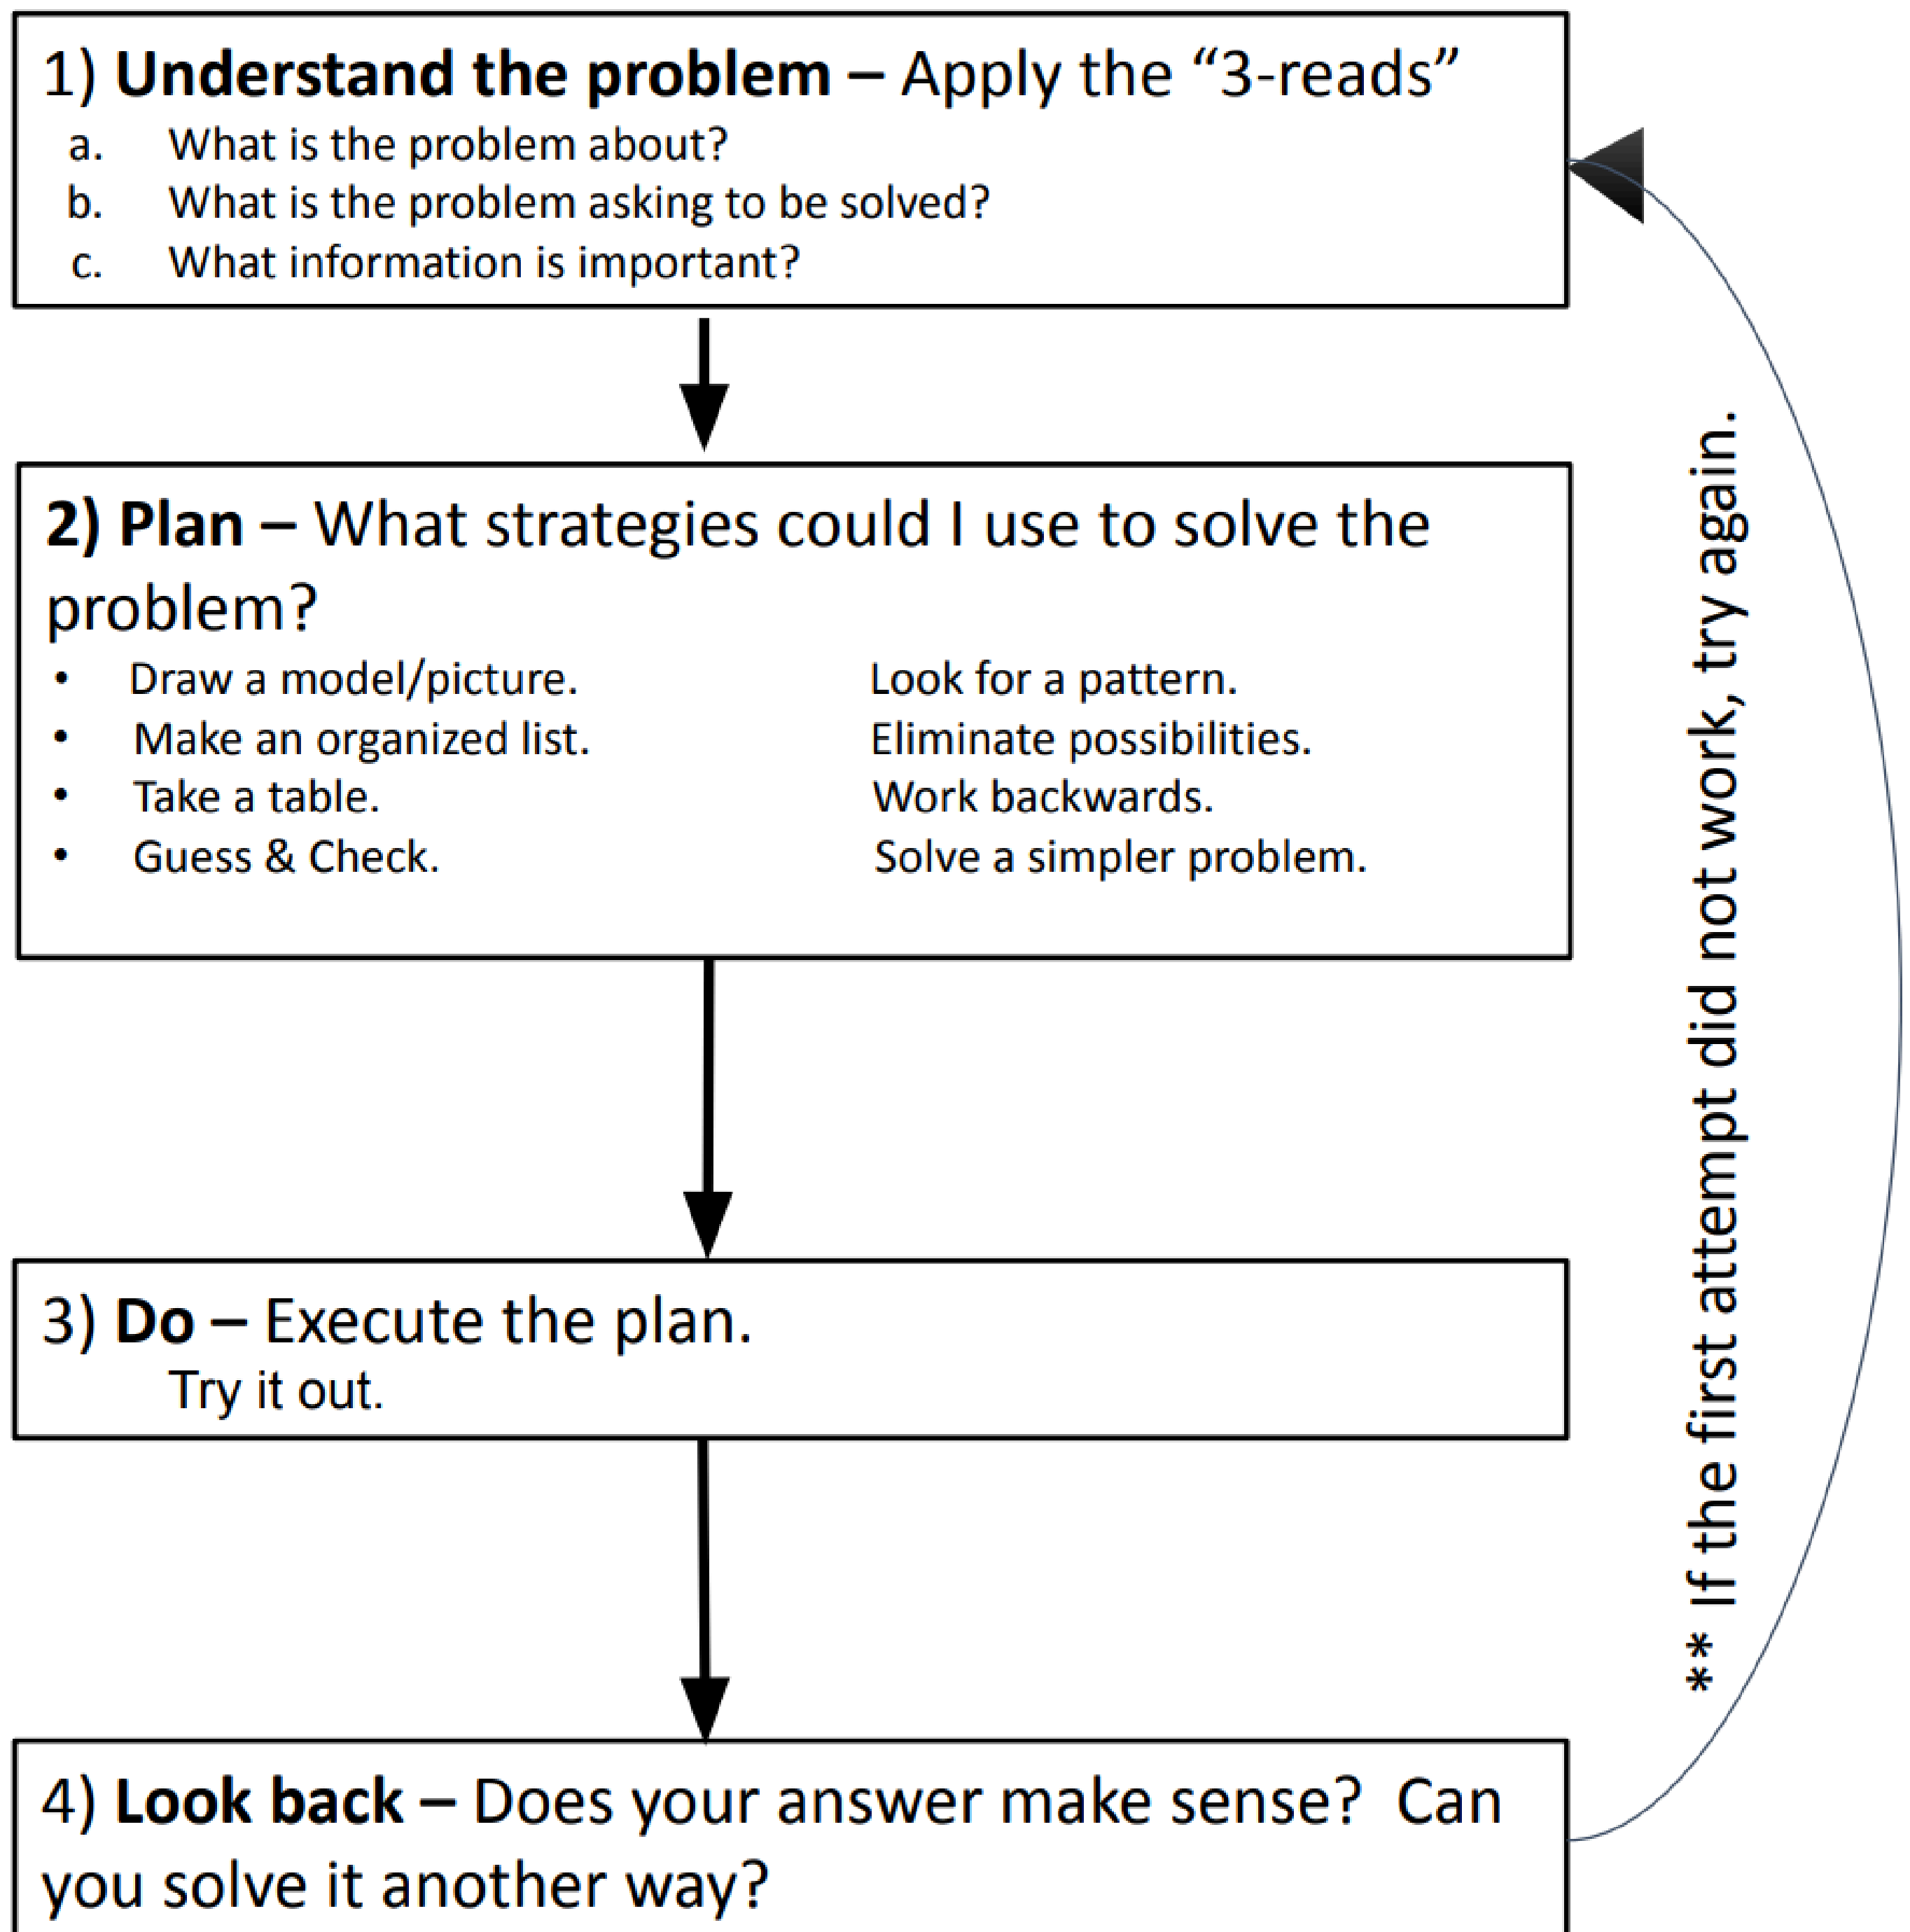 1) Understand the problem – Apply the “3-reads”
a. What is the problem about?
b. What is the problem asking to be solved?
c. What information is important?
2) Plan – What strategies could I use to solve the
problem?
• Draw a model/picture. Look for a pattern.
• Make an organized list. Eliminate possibilities.
• Take a table. Work backwards.
• Guess & Check. Solve a simpler problem.
3) Do – Execute the plan.
Try it out.
4) Look back – Does your answer make sense? Can
you solve it another way?
** If the first attempt did not work, try again.